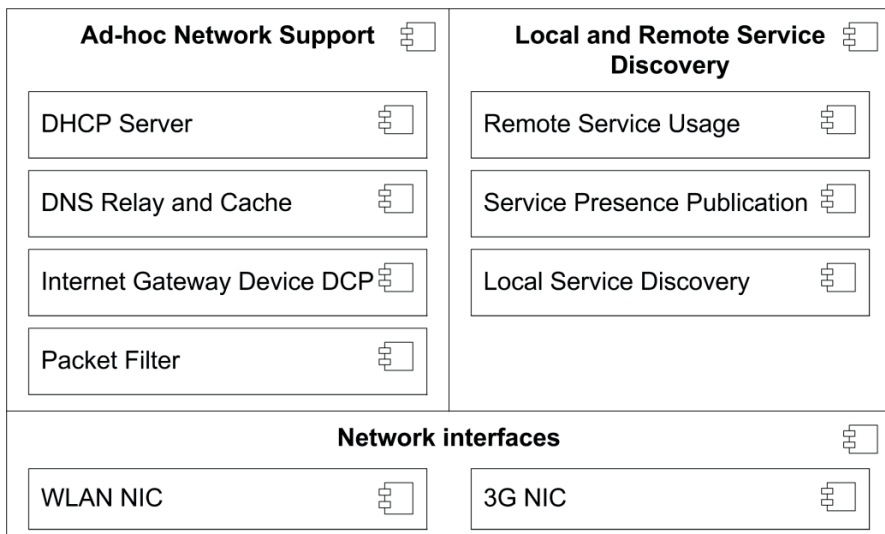 Ad-hoc Network Support
DHCP Server
DNS Relay and Cache
Internet Gateway Device DCP
Packet Filter
Local and Remote Service
Discovery
Remote Service Usage
Service Presence Publication
Local Service Discovery
Network interfaces
WLAN NIC
3G NIC